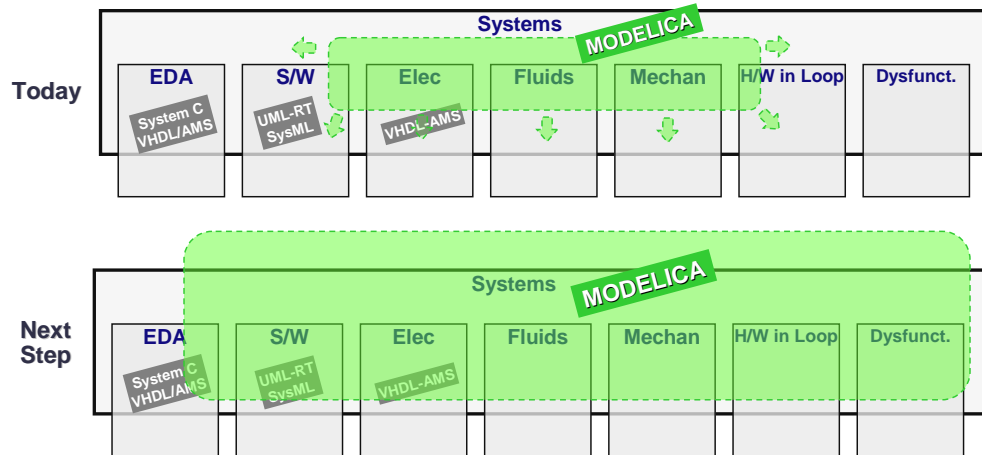 Systems
MODELICA
Today
EDA
S/W
Elec
Fluids
Mechan
H/W in Loop
Dysfunct.
System C
VHDL/AMS
UML-RT
SysML
VHDL-AMS
Systems
MODELICA
Next
Step
EDA
S/W
Elec
Fluids
Mechan
H/W in Loop
Dysfunct.
System C
VHDL/AMS
UML-RT
SysML
VHDL-AMS